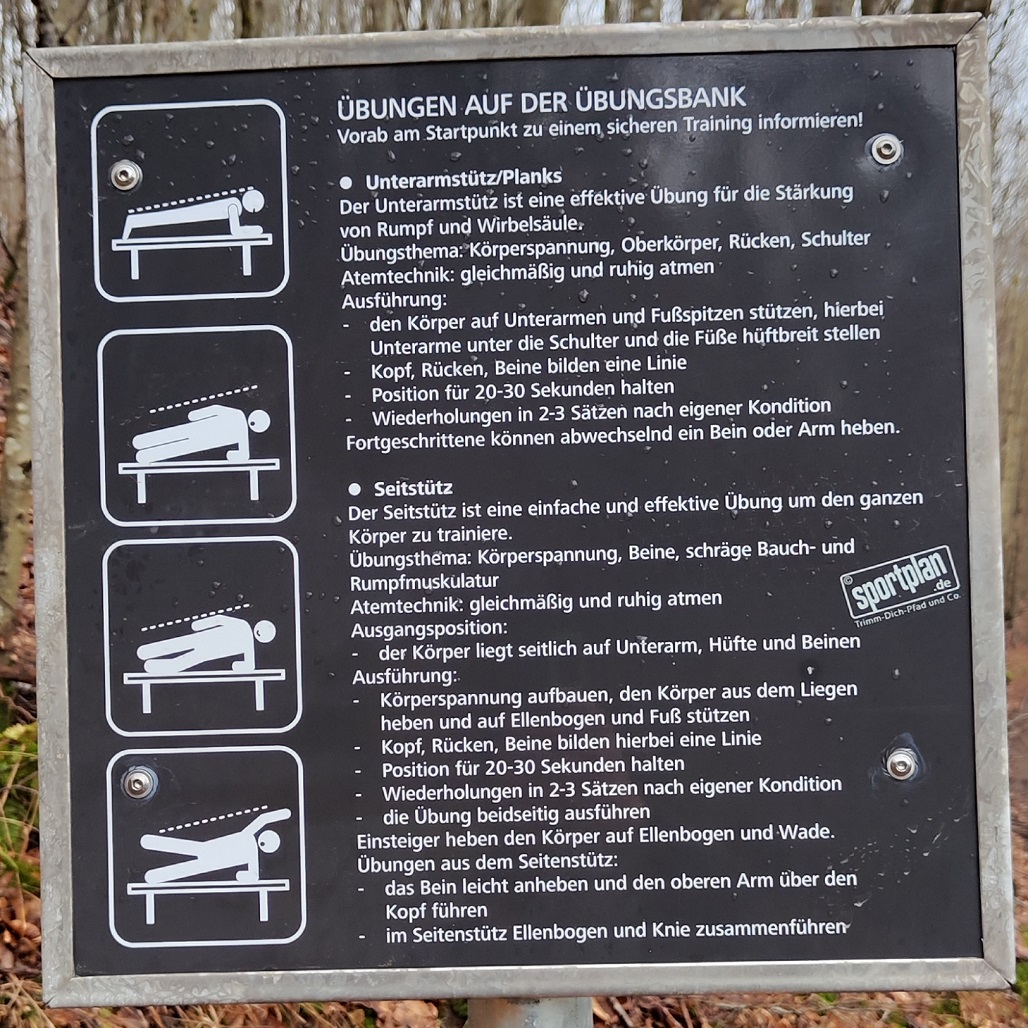 ÜBUNGEN AUF DER ÜBUNGSBANK
Vorab am Startpunkt zu einem sicheren Training informieren!
● Unterarmstütz/Planks
Der Unterarmstütz ist eine effektive Übung für die Stärkung
von Rumpf und Wirbelsäule.
Übungsthema: Körperspannung, Oberkörper, Rücken, Schulter
Atemtechnik: gleichmäßig und ruhig atmen
Ausführung:
- den Körper auf Unterarmen und Fußspitzen stützen, hierbei
Unterarme unter die Schulter und die Füße hüftbreit stellen
- Kopf, Rücken, Beine bilden eine Linie
- Position für 20-30 Sekunden halten
- Wiederholungen in 2-3 Sätzen nach eigener Kondition
Fortgeschrittene können abwechselnd ein Bein oder Arm heben.
● Seitstütz
Der Seitstütz ist eine einfache und effektive Übung um den ganzen
Körper zu trainiere.
Übungsthema: Körperspannung, Beine, schräge Bauch- und
Rumpfmuskulatur
Atemtechnik: gleichmäßig und ruhig atmen
Ausgangsposition:
- der Körper liegt seitlich auf Unterarm, Hüfte und Beinen
Ausführung:
- Körperspannung aufbauen, den Körper aus dem Liegen
heben und auf Ellenbogen und Fuß stützen
- Kopf, Rücken, Beine bilden hierbei eine Linie
- Position für 20-30 Sekunden halten
- Wiederholungen in 2-3 Sätzen nach eigener Kondition
- die Übung beidseitig ausführen
Einsteiger heben den Körper auf Ellenbogen und Wade.
Übungen aus dem Seitenstütz:
- das Bein leicht anheben und den oberen Arm über den
Kopf führen
- im Seitenstütz Ellenbogen und Knie zusammenführen
© sportplan
.de
Trimm-Dich-Pfad und Co.